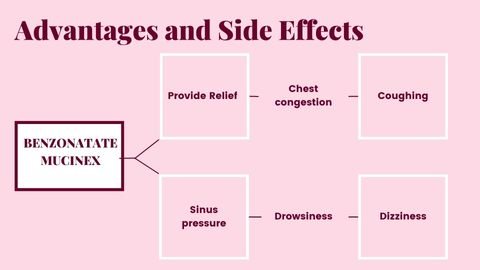 Advantages and Side Effects
Provide Relief
Chest
congestion
Coughing
BENZONATATE
MUCINEX
Sinus
pressure
Drowsiness
Dizziness